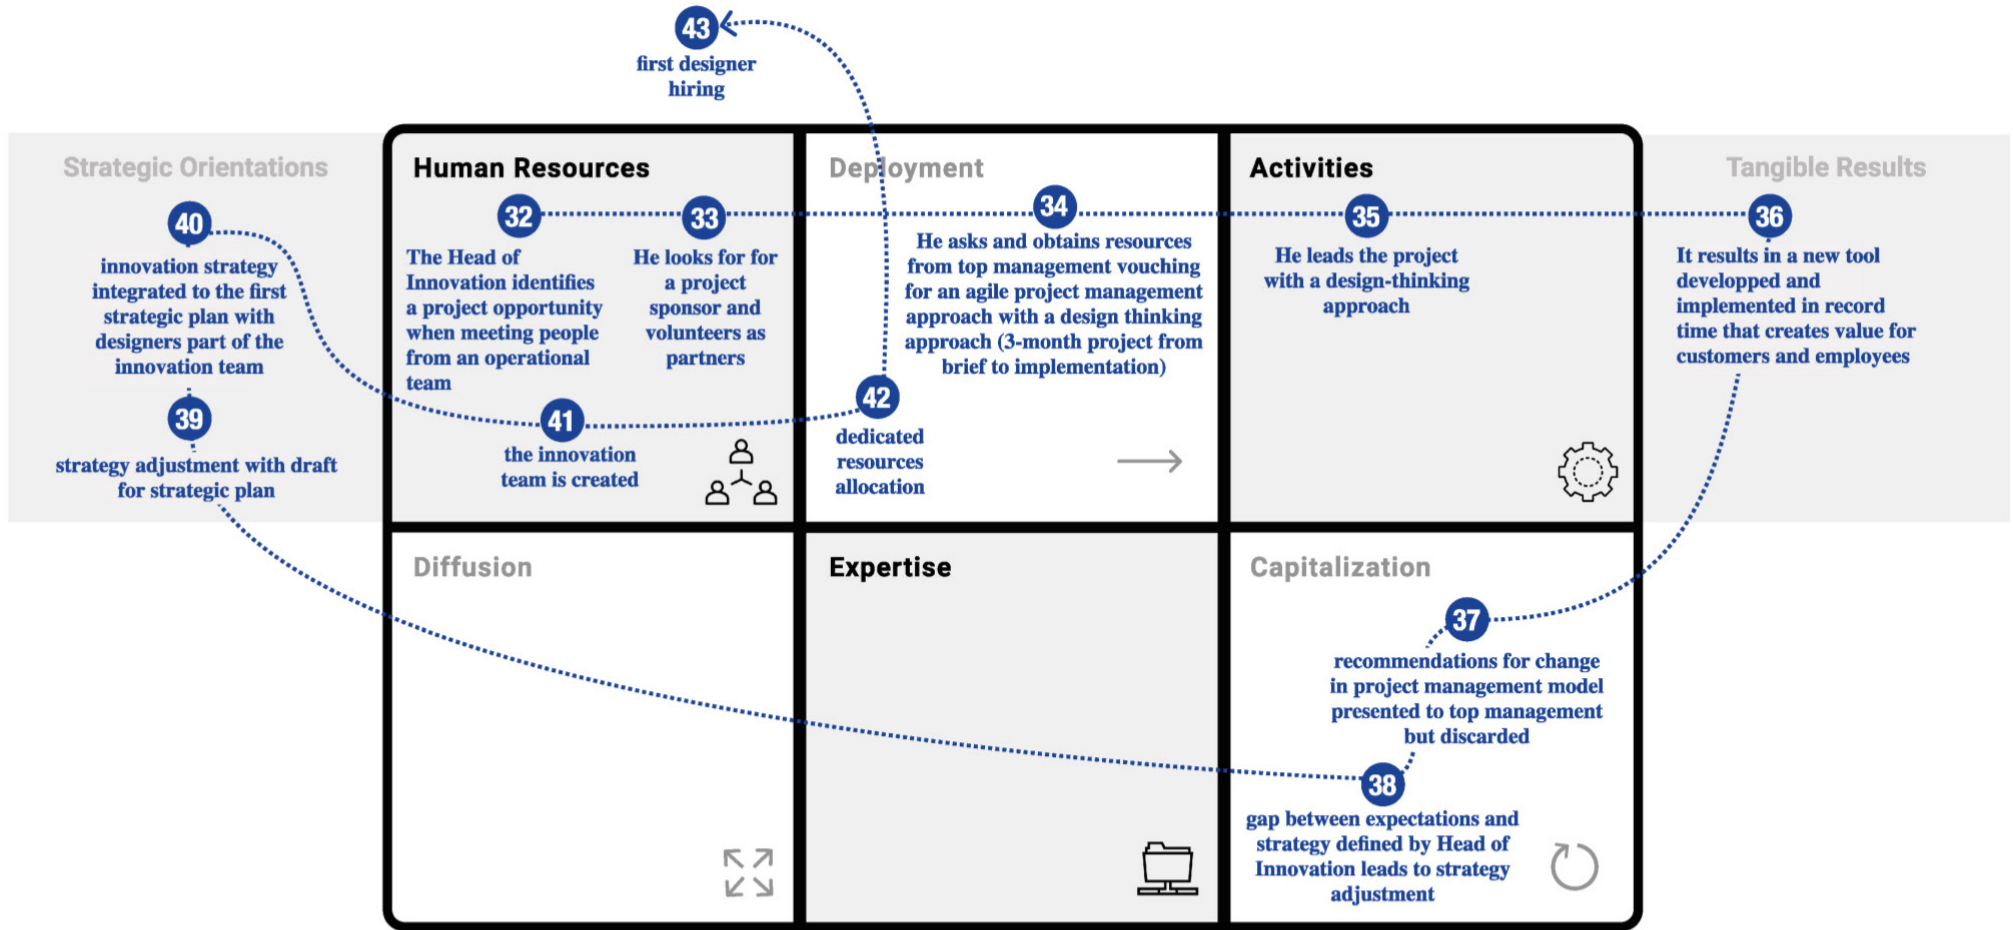 43
first designer
hiring
Strategic Orientations
40
innovation strategy
integrated to the first
strategic plan with
designers part of the
innovation team
39
strategy adjustment with draft
for strategic plan
Human Resources
32
The Head of
Innovation identifies
a project opportunity
when meeting people
from an operational
team
33
He looks for for
a project
sponsor and
volunteers as
partners
41
the innovation
team is created
Deployment
34
He asks and obtains resources
from top management vouching
for an agile project management
approach with a design thinking
approach (3-month project from
brief to implementation)
42
dedicated
resources
allocation
Activities
35
He leads the project
with a design-thinking
approach
Tangible Results
36
It results in a new tool
developped and
implemented in record
time that creates value for
customers and employees
Diffusion
Expertise
Capitalization
37
recommendations for change
in project management model
presented to top management
but discarded
38
gap between expectations and
strategy defined by Head of
Innovation leads to strategy
adjustment